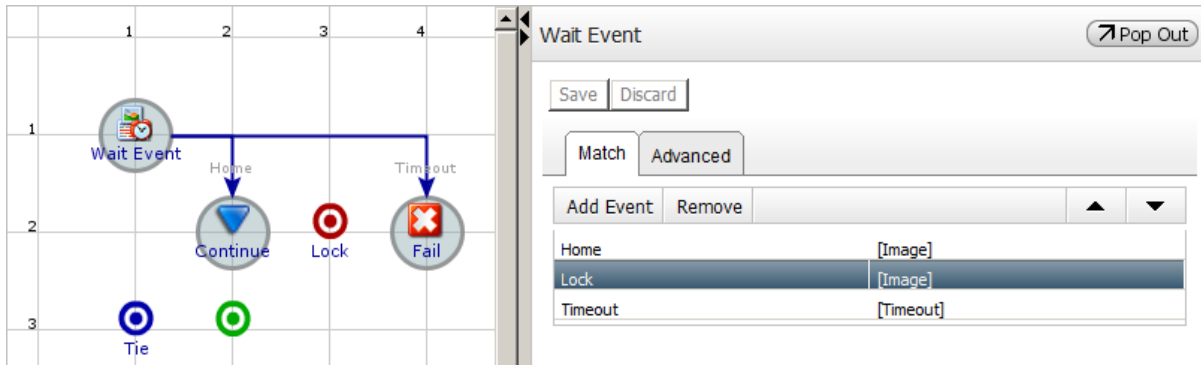 1 2 3 4
1
Wait Event
Home Timeout
2
Continue Lock Fail
3
Tie
Wait Event
Pop Out
Save Discard
Match Advanced
Add Event Remove
Home [Image]
Lock [Image]
Timeout [Timeout]